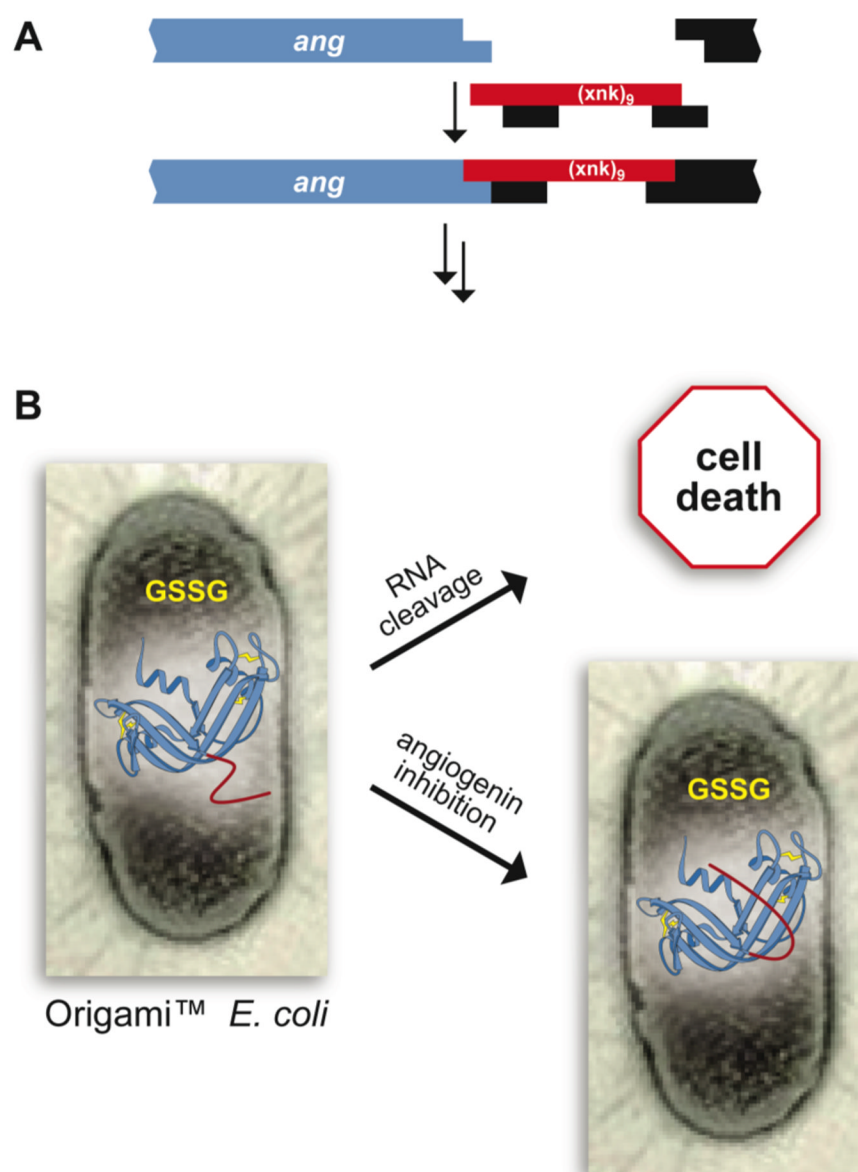 A
ang
(xnk)9
ang
(xnk)9
B
cell
death
GSSG
RNA
cleavage
angiogenin
inhibition
GSSG
Origami™ E. coli